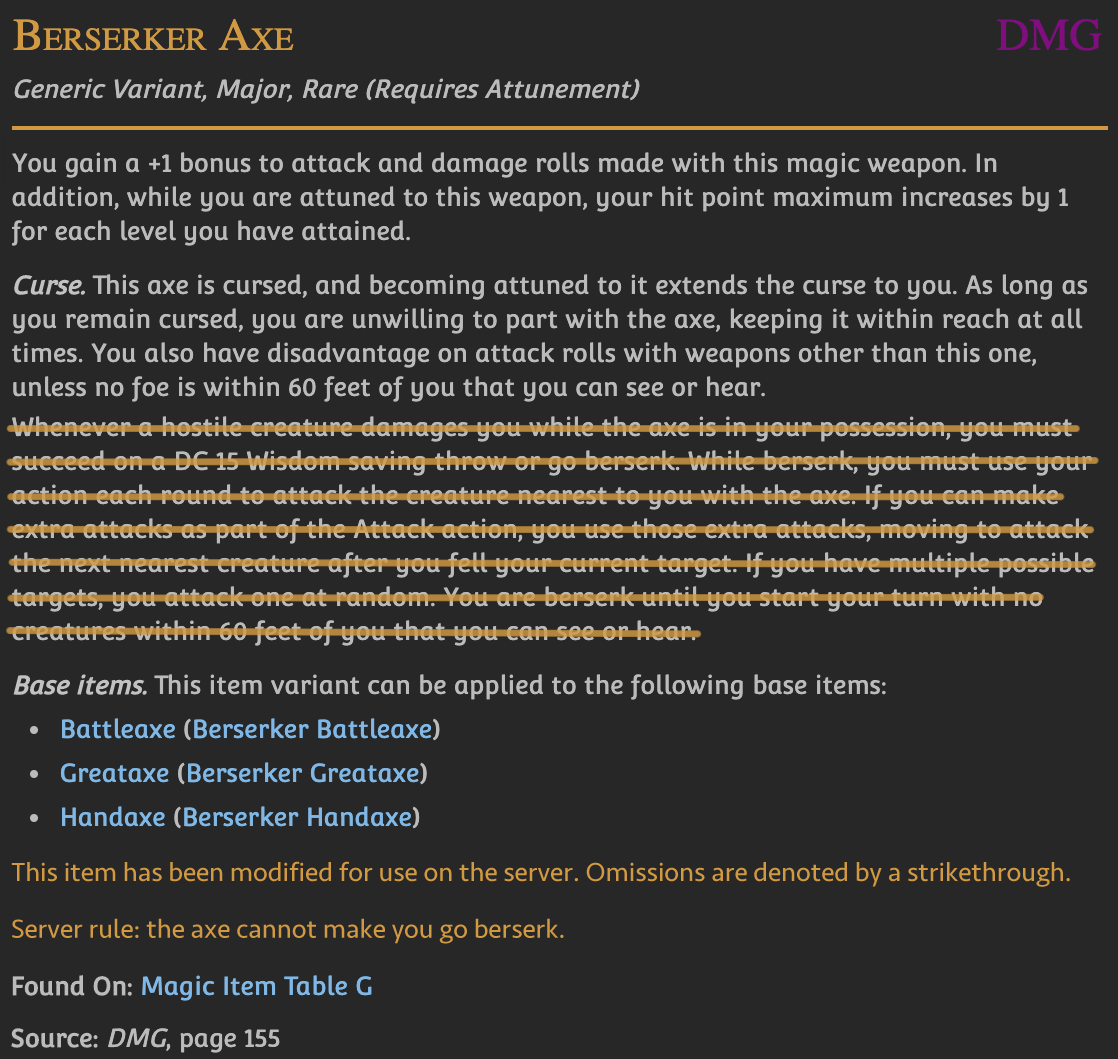 Berserker Axe DMG
Generic Variant, Major, Rare (Requires Attunement)
You gain a +1 bonus to attack and damage rolls made with this magic weapon. In
addition, while you are attuned to this weapon, your hit point maximum increases by 1
for each level you have attained.
Curse. This axe is cursed, and becoming attuned to it extends the curse to you. As long as
you remain cursed, you are unwilling to part with the axe, keeping it within reach at all
times. You also have disadvantage on attack rolls with weapons other than this one,
unless no foe is within 60 feet of you that you can see or hear.
Whenever a hostile creature damages you while the axe is in your possession, you must
succeed on a DC 15 Wisdom saving throw or go berserk. While berserk, you must use your
action each round to attack the creature nearest to you with the axe. If you can make
extra attacks as part of the Attack action, you use those extra attacks, moving to attack
the next nearest creature after you fell your current target. If you have multiple possible
targets, you attack one at random. You are berserk until you start your turn with no
creatures within 60 feet of you that you can see or hear.
Base items. This item variant can be applied to the following base items:
• Battleaxe (Berserker Battleaxe)
• Greataxe (Berserker Greataxe)
• Handaxe (Berserker Handaxe)
This item has been modified for use on the server. Omissions are denoted by a strikethrough.
Server rule: the axe cannot make you go berserk.
Found On: Magic Item Table G
Source: DMG, page 155